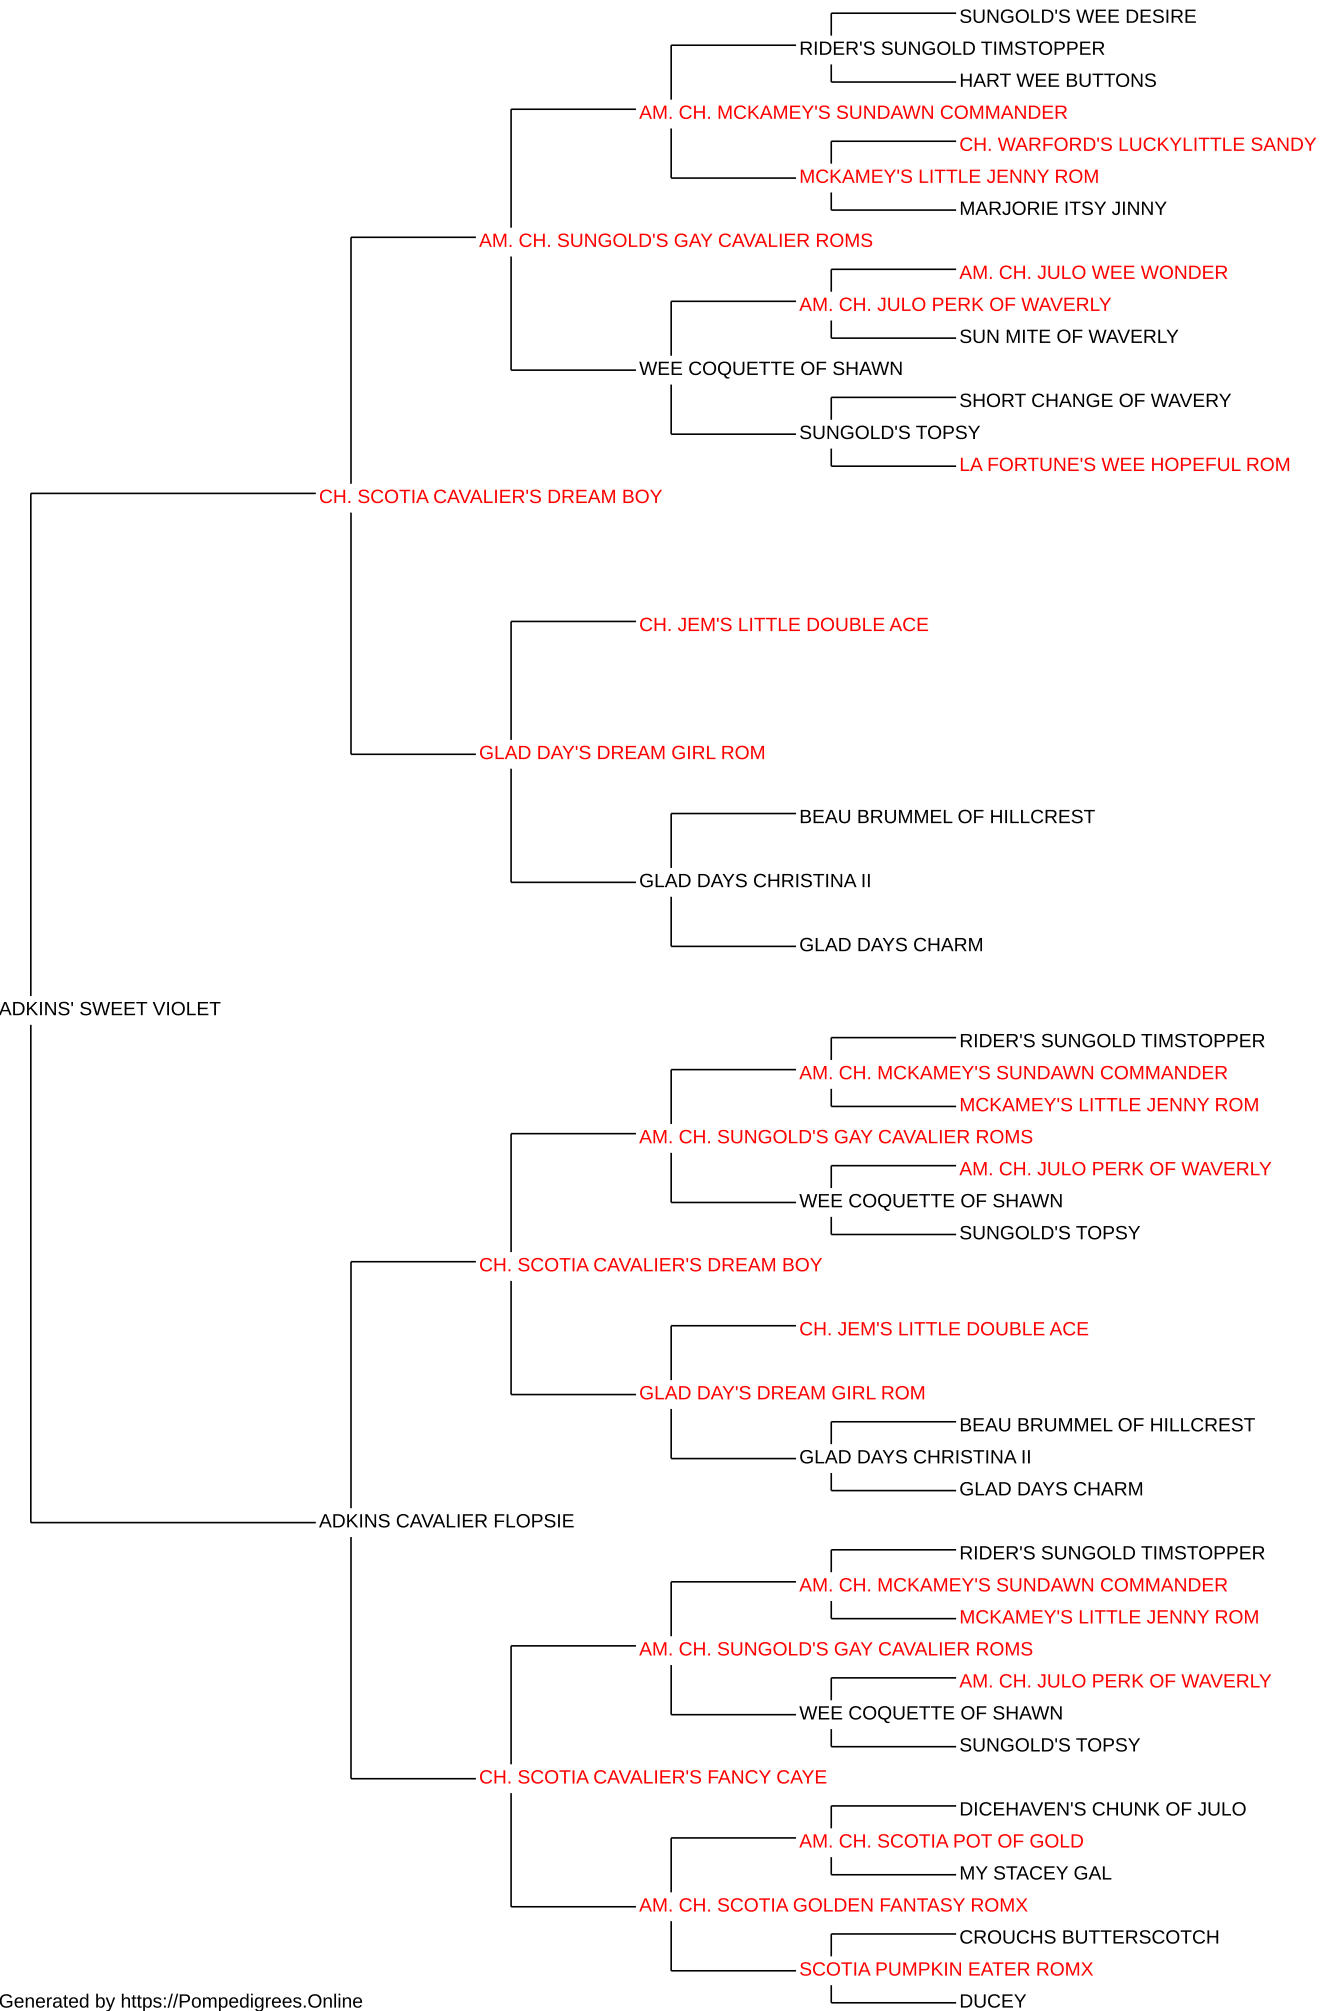 SUNGOLD'S WEE DESIRE
RIDER'S SUNGOLD TIMSTOPPER
HART WEE BUTTONS
AM. CH. MCKAMEY'S SUNDAWN COMMANDER
CH. WARFORD'S LUCKYLITTLE SANDY
MCKAMEY'S LITTLE JENNY ROM
MARJORIE ITSY JINNY
AM. CH. SUNGOLD'S GAY CAVALIER ROMS
AM. CH. JULO WEE WONDER
AM. CH. JULO PERK OF WAVERLY
SUN MITE OF WAVERLY
WEE COQUETTE OF SHAWN
SHORT CHANGE OF WAVERY
SUNGOLD'S TOPSY
LA FORTUNE'S WEE HOPEFUL ROM
CH. SCOTIA CAVALIER'S DREAM BOY
CH. JEM'S LITTLE DOUBLE ACE
GLAD DAY'S DREAM GIRL ROM
BEAU BRUMMEL OF HILLCREST
GLAD DAYS CHRISTINA II
GLAD DAYS CHARM
ADKINS' SWEET VIOLET
RIDER'S SUNGOLD TIMSTOPPER
AM. CH. MCKAMEY'S SUNDAWN COMMANDER
MCKAMEY'S LITTLE JENNY ROM
AM. CH. SUNGOLD'S GAY CAVALIER ROMS
AM. CH. JULO PERK OF WAVERLY
WEE COQUETTE OF SHAWN
SUNGOLD'S TOPSY
CH. SCOTIA CAVALIER'S DREAM BOY
CH. JEM'S LITTLE DOUBLE ACE
GLAD DAY'S DREAM GIRL ROM
BEAU BRUMMEL OF HILLCREST
GLAD DAYS CHRISTINA II
GLAD DAYS CHARM
ADKINS CAVALIER FLOPSIE
RIDER'S SUNGOLD TIMSTOPPER
AM. CH. MCKAMEY'S SUNDAWN COMMANDER
MCKAMEY'S LITTLE JENNY ROM
AM. CH. SUNGOLD'S GAY CAVALIER ROMS
AM. CH. JULO PERK OF WAVERLY
WEE COQUETTE OF SHAWN
SUNGOLD'S TOPSY
CH. SCOTIA CAVALIER'S FANCY CAYE
DICEHAVEN'S CHUNK OF JULO
AM. CH. SCOTIA POT OF GOLD
MY STACEY GAL
AM. CH. SCOTIA GOLDEN FANTASY ROMX
CROUCHS BUTTERSCOTCH
SCOTIA PUMPKIN EATER ROMX
DUCEY
Generated by https://Pompedigrees.Online